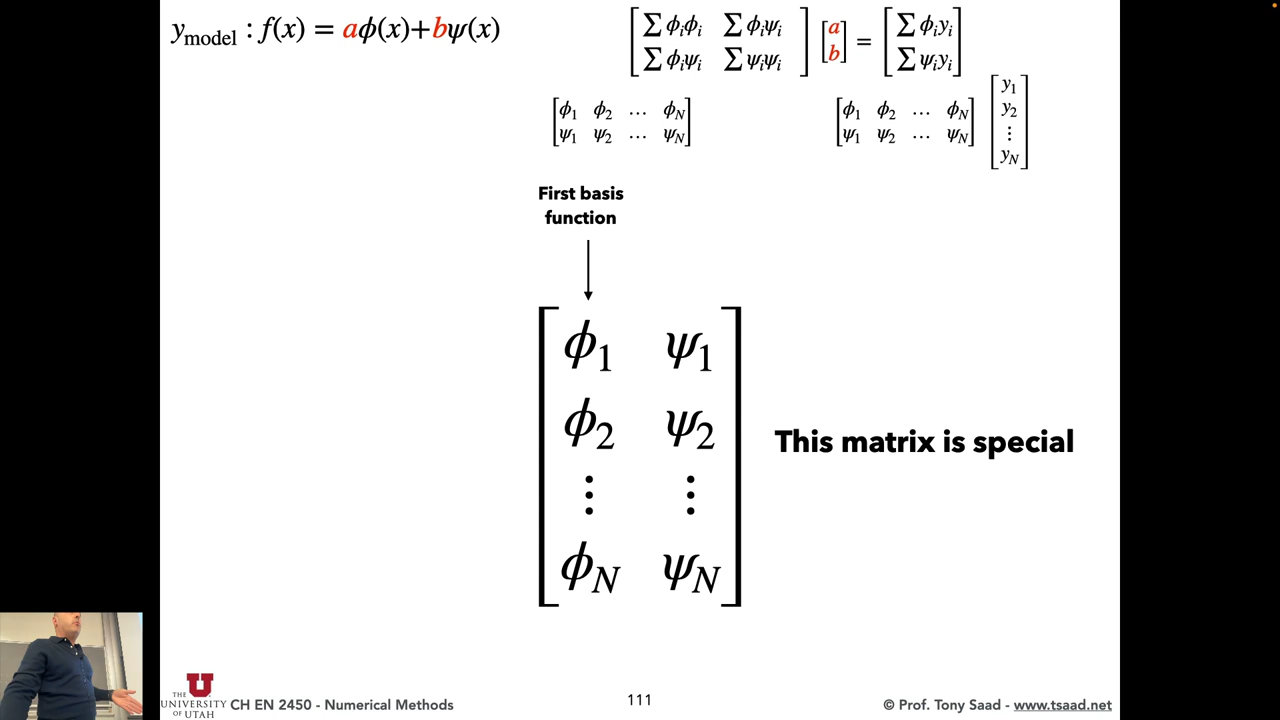 y_model : f(x) = aϕ(x)+bψ(x)
[∑ϕᵢϕᵢ ∑ϕᵢψᵢ] [a] = [∑ϕᵢyᵢ]
[∑ϕᵢψᵢ ∑ψᵢψᵢ] [b] [∑ψᵢyᵢ]
[ϕ₁ ϕ₂ … ϕ_N]
[ψ₁ ψ₂ … ψ_N]
[ϕ₁ ϕ₂ … ϕ_N]
[ψ₁ ψ₂ … ψ_N]
[y₁
y₂
⋮
y_N]
First basis
function
[ϕ₁ ψ₁]
[ϕ₂ ψ₂]
[⋮ ⋮]
[ϕ_N ψ_N]
This matrix is special
THE U
UNIVERSITY
OF UTAH
CH EN 2450 - Numerical Methods
111
© Prof. Tony Saad - www.tsaad.net